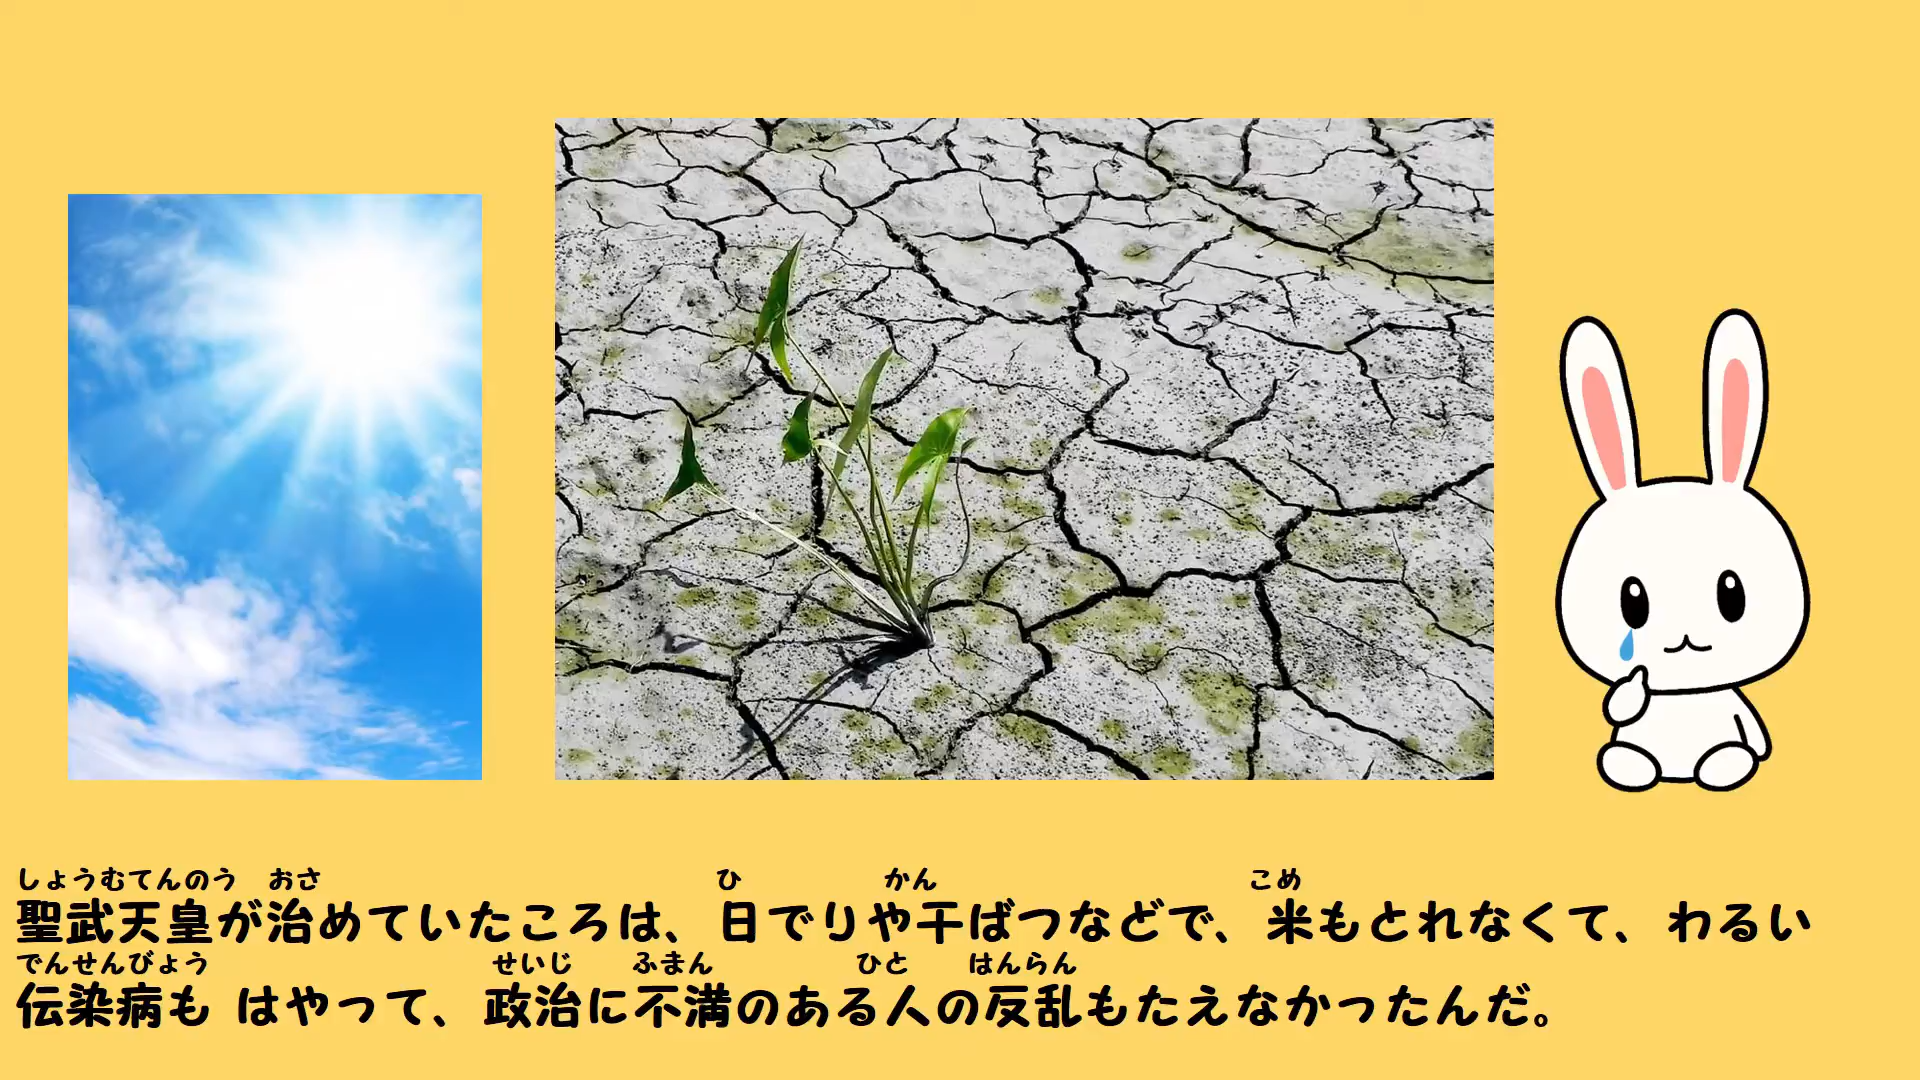 しょうむてんのう おさ ひ かん こめ
聖武天皇が治めていたころは、日でりや干ばつなどで、米もとれなくて、わるい
でんせんびょう せいじ ふまん ひと はんらん
伝染病も はやって、政治に不満のある人の反乱もたえなかったんだ。